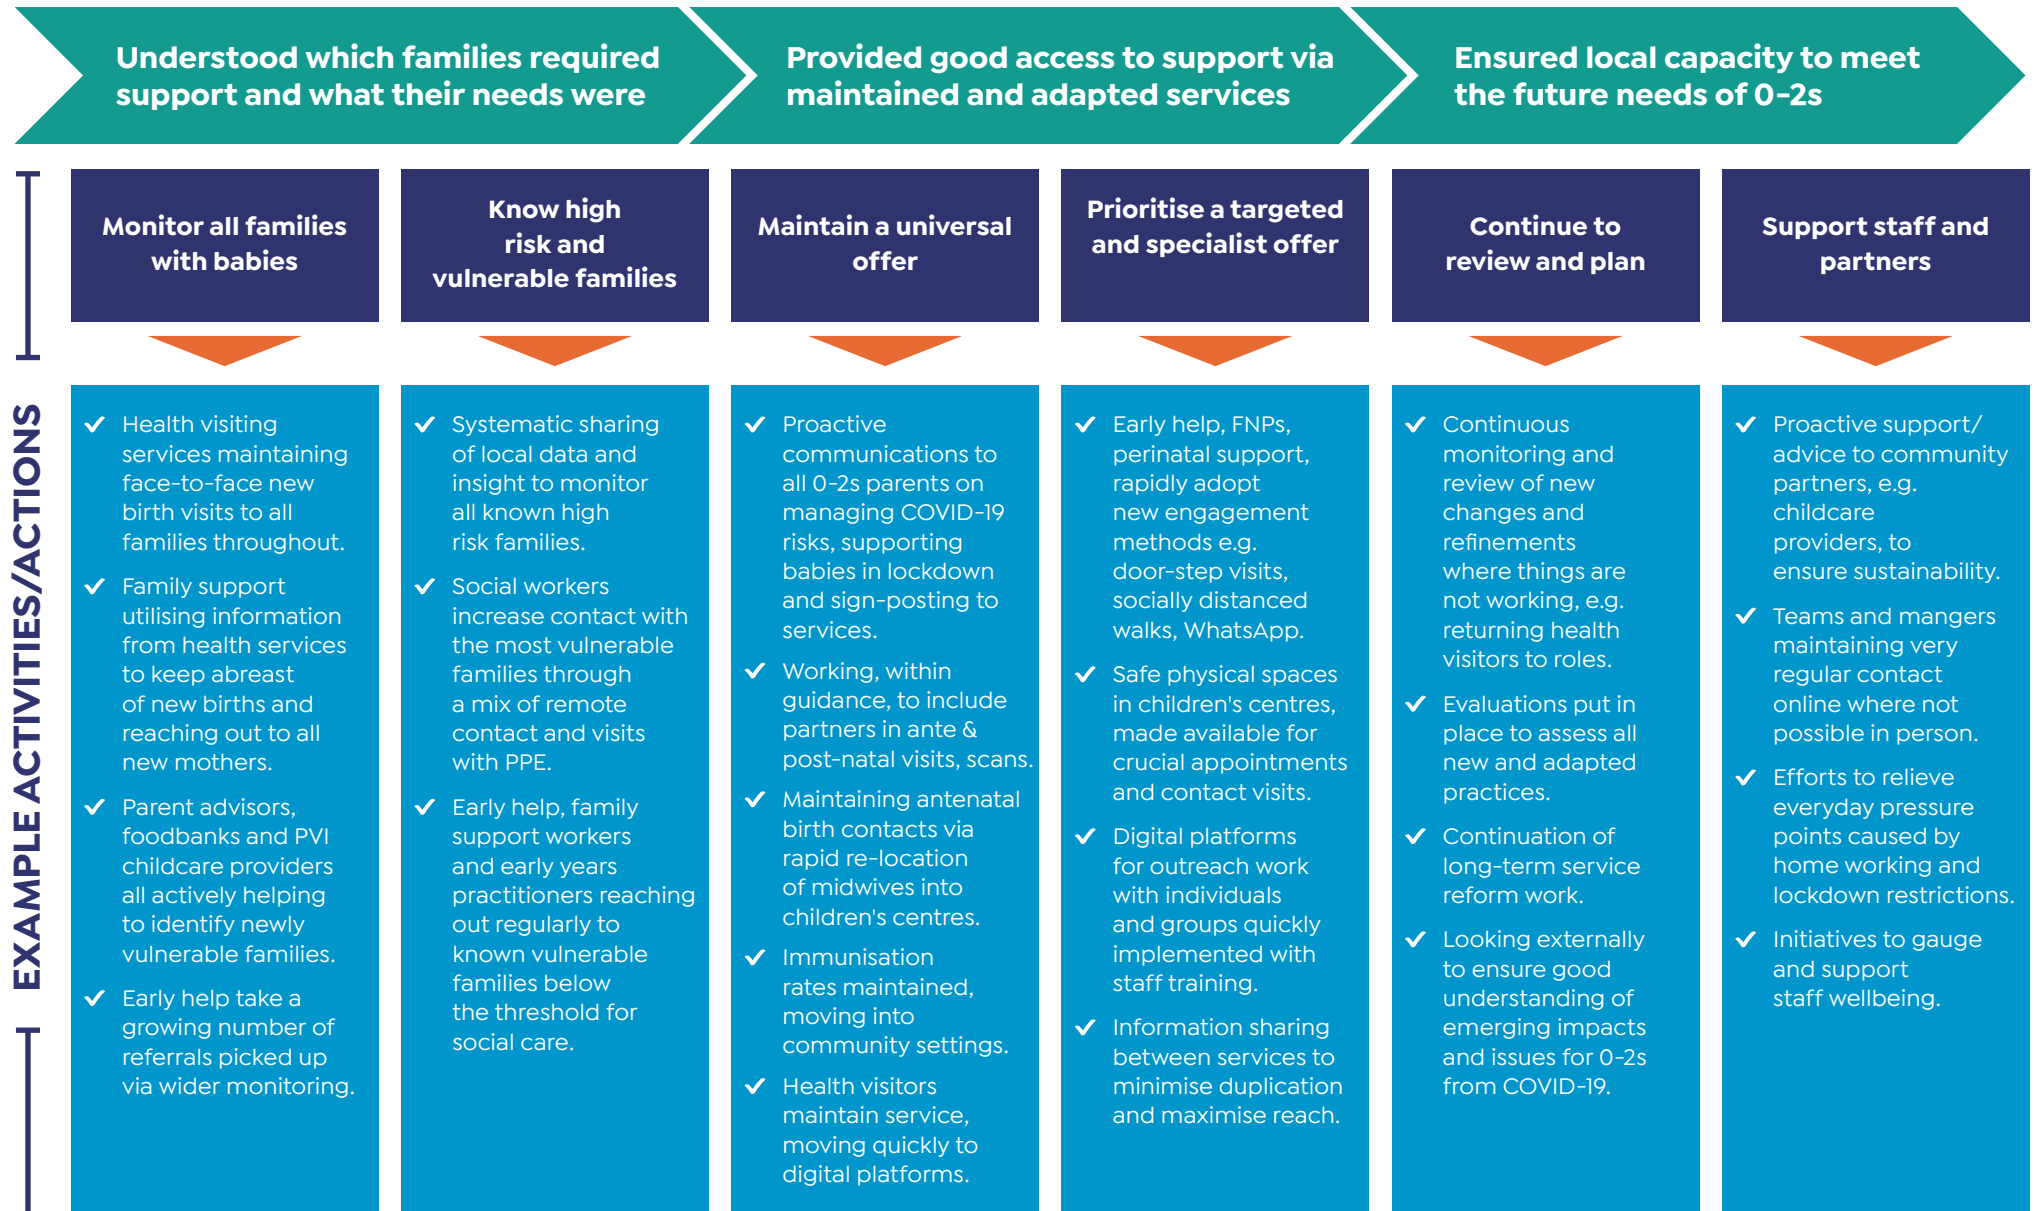 Understood which families required
support and what their needs were
Provided good access to support via
maintained and adapted services
Ensured local capacity to meet
the future needs of 0-2s
Monitor all families
with babies
Know high
risk and
vulnerable families
Maintain a universal
offer
Prioritise a targeted
and specialist offer
Continue to
review and plan
Support staff and
partners
EXAMPLE ACTIVITIES/ACTIONS
Health visiting
services maintaining
face-to-face new
birth visits to all
families throughout.
Family support
utilising information
from health services
to keep abreast
of new births and
reaching out to all
new mothers.
Parent advisors,
foodbanks and PVI
childcare providers
all actively helping
to identify newly
vulnerable families.
Early help take a
growing number of
referrals picked up
via wider monitoring.
Systematic sharing
of local data and
insight to monitor
all known high
risk families.
Social workers
increase contact with
the most vulnerable
families through
a mix of remote
contact and visits
with PPE.
Early help, family
support workers
and early years
practitioners reaching
out regularly to
known vulnerable
families below
the threshold for
social care.
Proactive
communications to
all 0-2s parents on
managing COVID-19
risks, supporting
babies in lockdown
and sign-posting to
services.
Working, within
guidance, to include
partners in ante &
post-natal visits, scans.
Maintaining antenatal
birth contacts via
rapid re-location
of midwives into
children's centres.
Immunisation
rates maintained,
moving into
community settings.
Health visitors
maintain service,
moving quickly to
digital platforms.
Early help, FNPs,
perinatal support,
rapidly adopt
new engagement
methods e.g.
door-step visits,
socially distanced
walks, WhatsApp.
Safe physical spaces
in children's centres,
made available for
crucial appointments
and contact visits.
Digital platforms
for outreach work
with individuals
and groups quickly
implemented with
staff training.
Information sharing
between services to
minimise duplication
and maximise reach.
Continuous
monitoring and
review of new
changes and
refinements
where things are
not working, e.g.
returning health
visitors to roles.
Evaluations put in
place to assess all
new and adapted
practices.
Continuation of
long-term service
reform work.
Looking externally
to ensure good
understanding of
emerging impacts
and issues for 0-2s
from COVID-19.
Proactive support/
advice to community
partners, e.g.
childcare
providers, to
ensure sustainability.
Teams and mangers
maintaining very
regular contact
online where not
possible in person.
Efforts to relieve
everyday pressure
points caused by
home working and
lockdown restrictions.
Initiatives to gauge
and support
staff wellbeing.